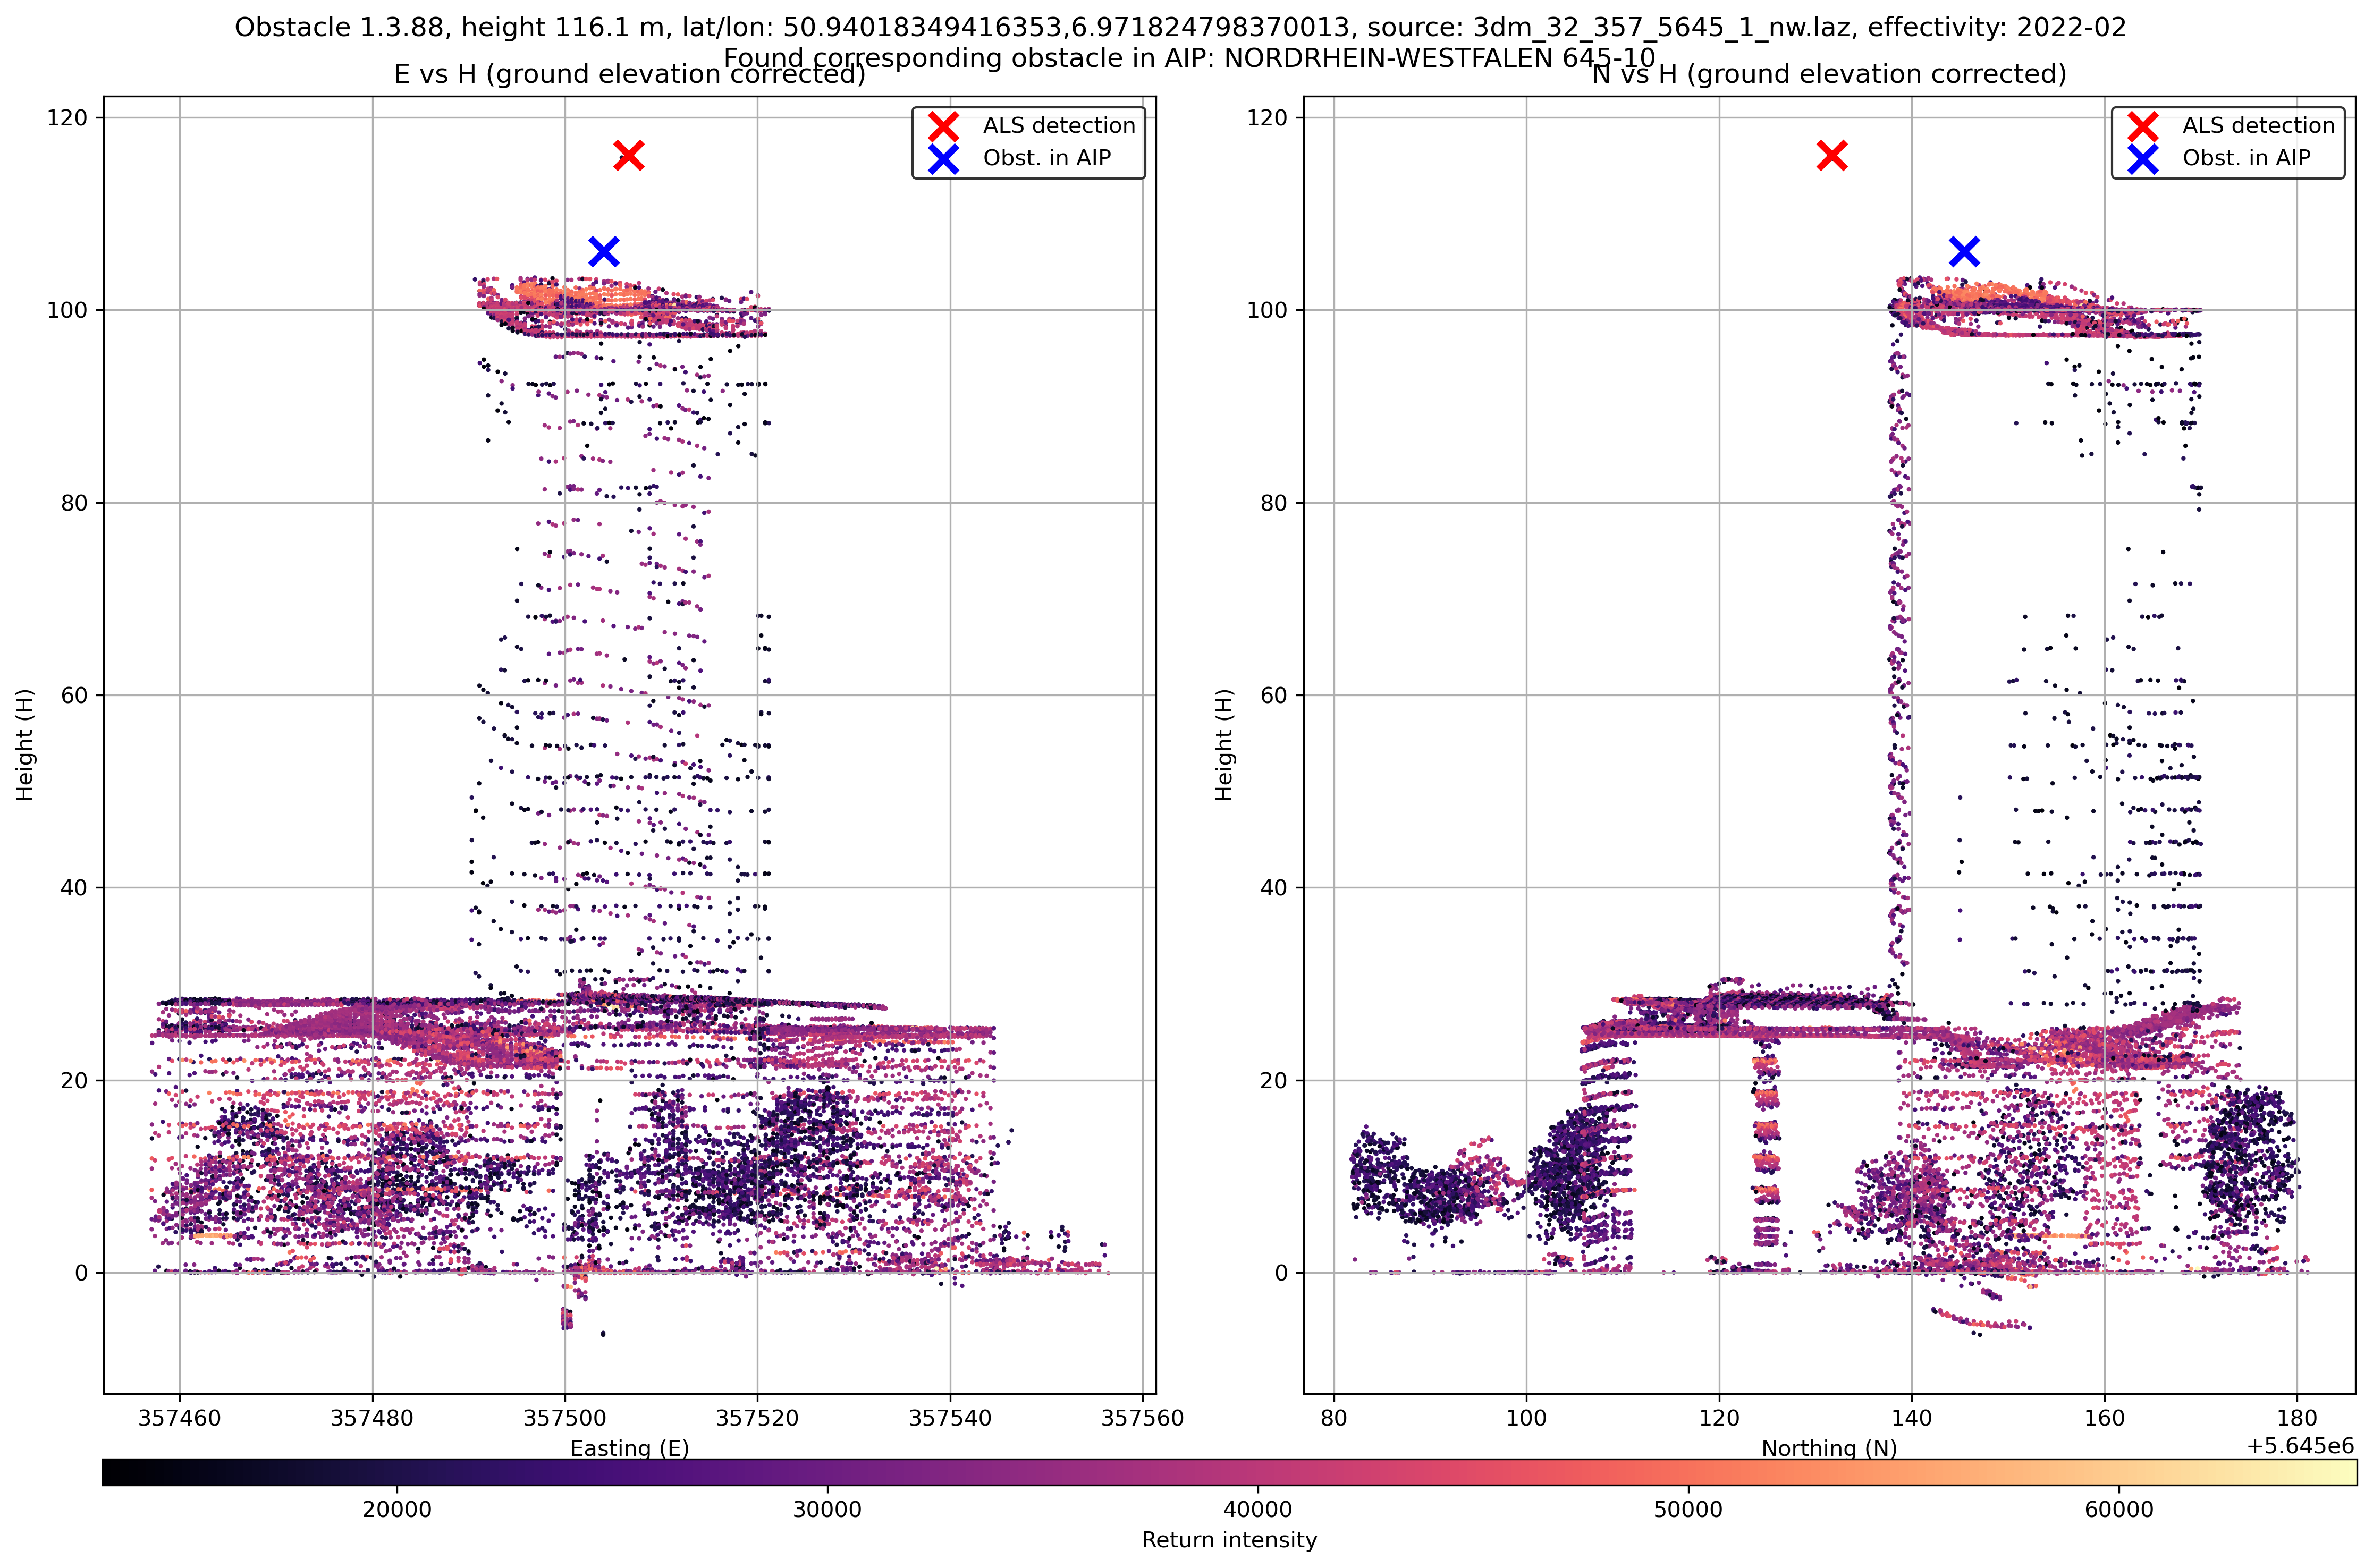 Obstacle 1.3.88, height 116.1 m, lat/lon: 50.94018349416353,6.971824798370013, source: 3dm_32_357_5645_1_nw.laz, effectivity: 2022-02
Found corresponding obstacle in AIP: NORDRHEIN-WESTFALEN 645-10
E vs H (ground elevation corrected)
N vs H (ground elevation corrected)
ALS detection
Obst. in AIP
ALS detection
Obst. in AIP
120
100
80
60
40
20
0
Height (H)
120
100
80
60
40
20
0
Height (H)
357460 357480 357500 357520 357540 357560
Easting (E)
80 100 120 140 160 180
Northing (N)
+5.645e6
20000 30000 40000 50000 60000
Return intensity